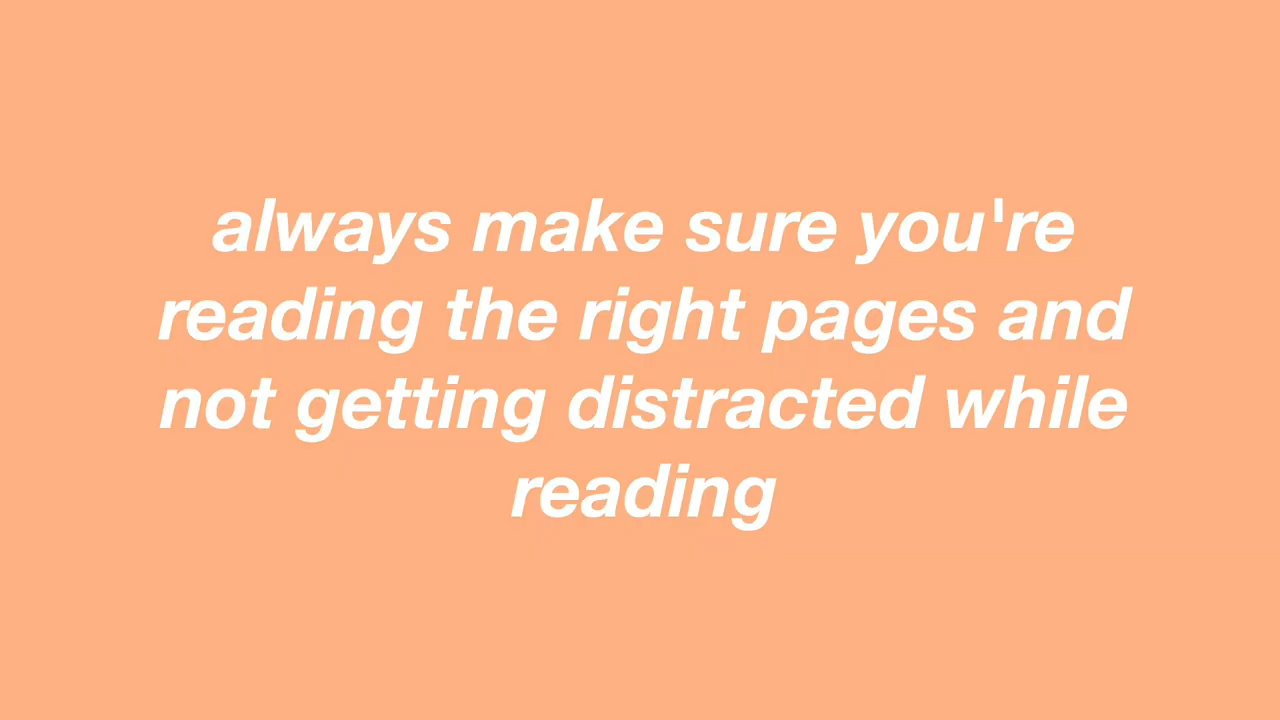 always make sure you're
reading the right pages and
not getting distracted while
reading